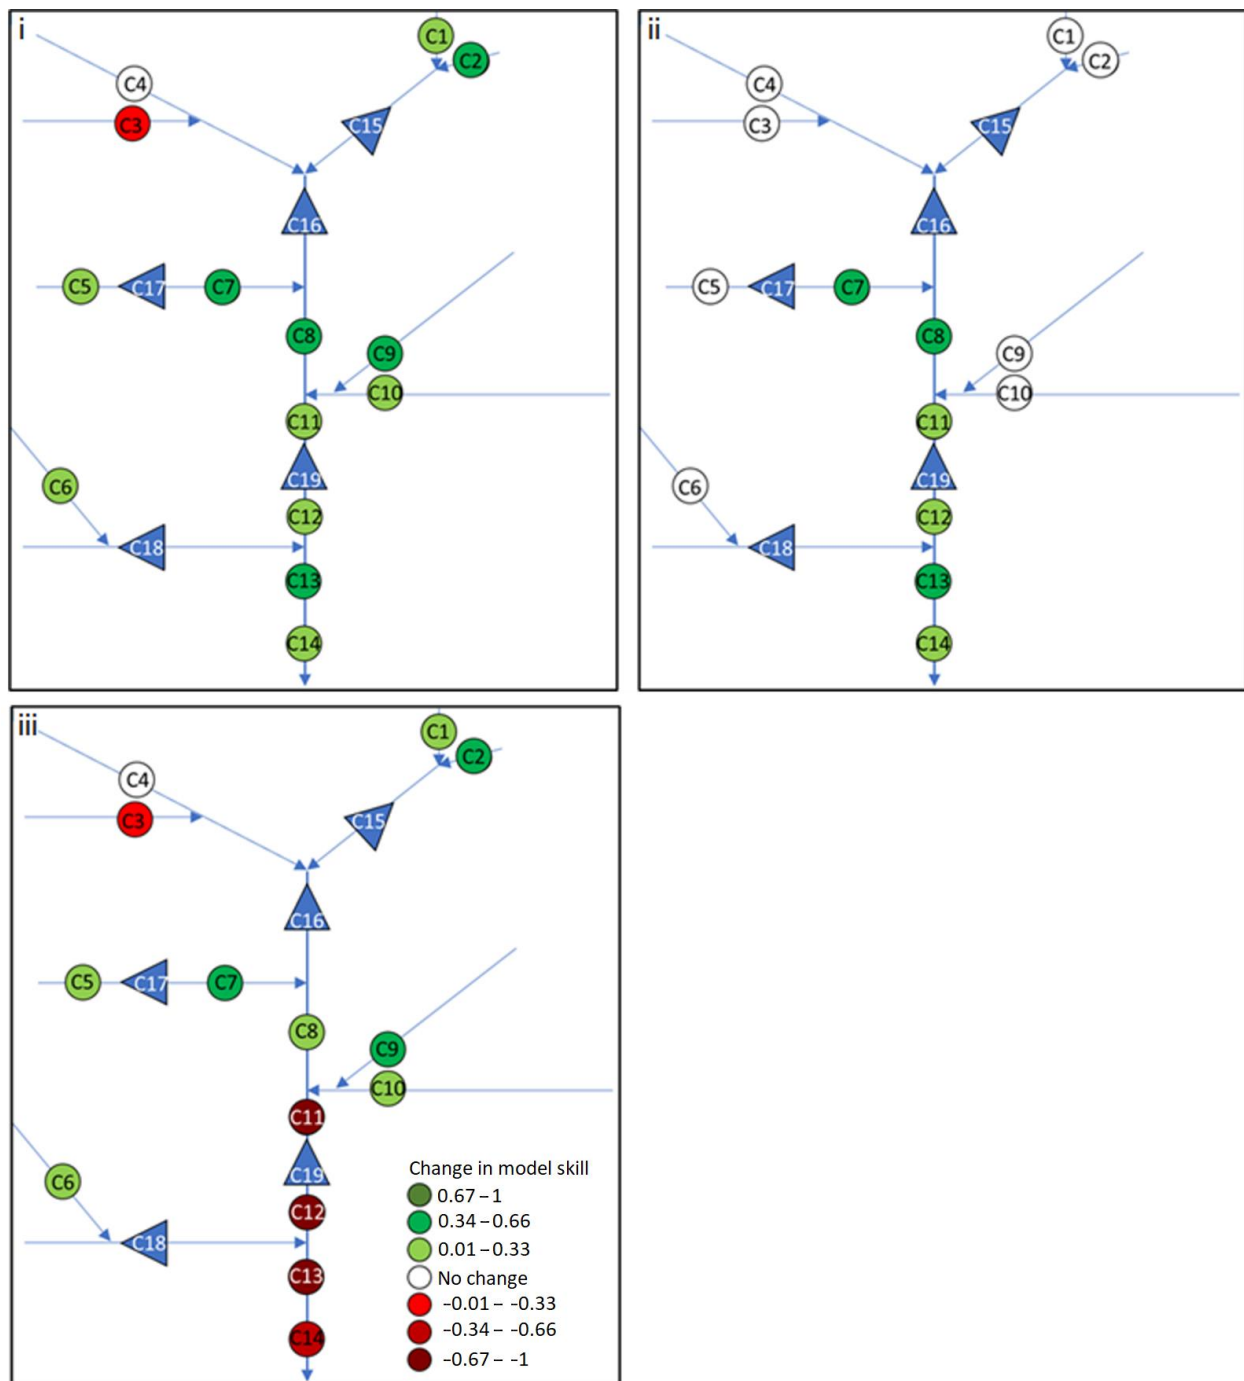 i
C1
C2
C4
C3
C15
C16
C5
C17
C7
C8
C9
C10
C11
C19
C6
C12
C18
C13
C14
ii
C1
C2
C4
C3
C15
C16
C5
C17
C7
C8
C9
C10
C11
C19
C6
C12
C18
C13
C14
iii
C1
C2
C4
C3
C15
C16
C5
C17
C7
C8
C9
C10
C11
C19
C6
C12
C18
C13
C14
Change in model skill
0.67 – 1
0.34 – 0.66
0.01 – 0.33
No change
−0.01 – −0.33
−0.34 – −0.66
−0.67 – −1